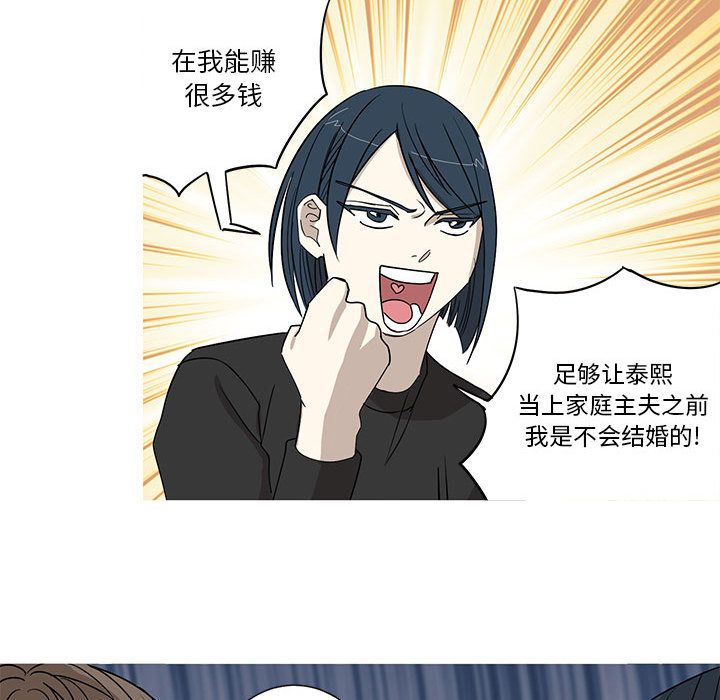 在我能赚
很多钱
足够让泰熙
当上家庭主夫之前
我是不会结婚的!